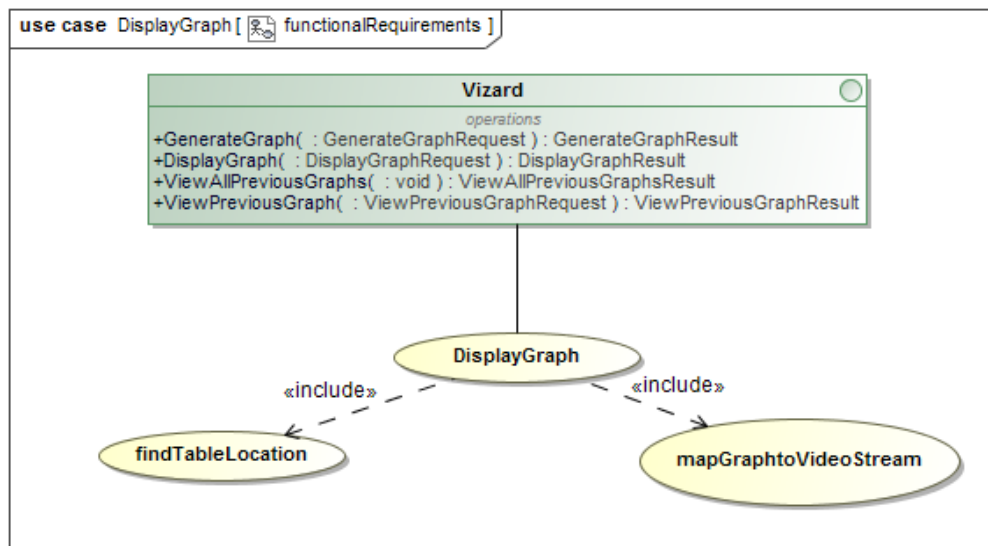 use case DisplayGraph [ functionalRequirements ]
Vizard
operations
+GenerateGraph( : GenerateGraphRequest ) : GenerateGraphResult
+DisplayGraph( : DisplayGraphRequest ) : DisplayGraphResult
+ViewAllPreviousGraphs( : void ) : ViewAllPreviousGraphsResult
+ViewPreviousGraph( : ViewPreviousGraphRequest ) : ViewPreviousGraphResult
DisplayGraph
«include»
«include»
findTableLocation
mapGraphtoVideoStream